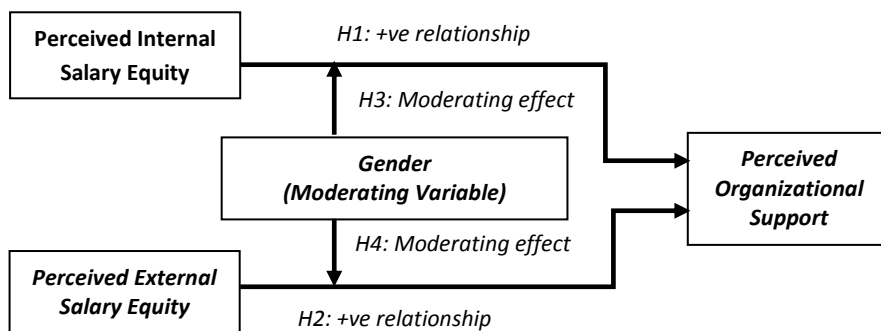 Perceived Internal
Salary Equity
H1: +ve relationship
H3: Moderating effect
Gender
(Moderating Variable)
Perceived
Organizational
Support
H4: Moderating effect
Perceived External
Salary Equity
H2: +ve relationship